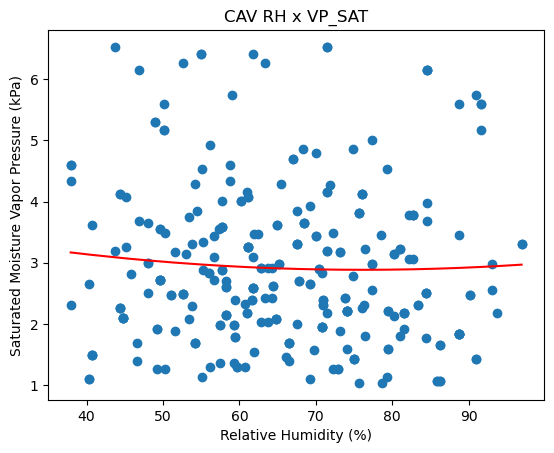 CAV RH x VP_SAT
Saturated Moisture Vapor Pressure (kPa)
6
5
4
3
2
1
40 50 60 70 80 90
Relative Humidity (%)